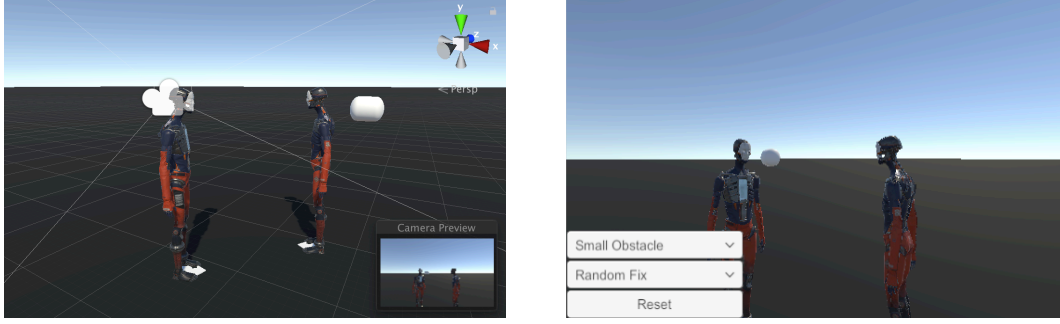 y
z
x
< Persp
Camera Preview
Small Obstacle
Random Fix
Reset